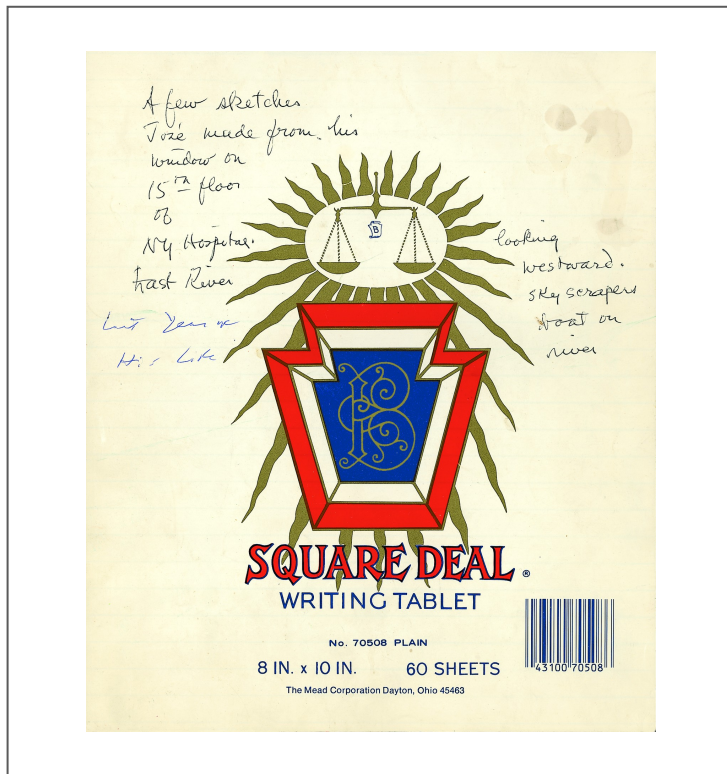 A few sketches
José made from his
window on
15th floor
of
NY Hospital.
East River
Last Year of
His Life
looking
westward.
sky scrapers
boat on
river
B
SQUARE DEAL ®
WRITING TABLET
No. 70508 PLAIN
8 IN. x 10 IN. 60 SHEETS
The Mead Corporation Dayton, Ohio 45463
43100 70508